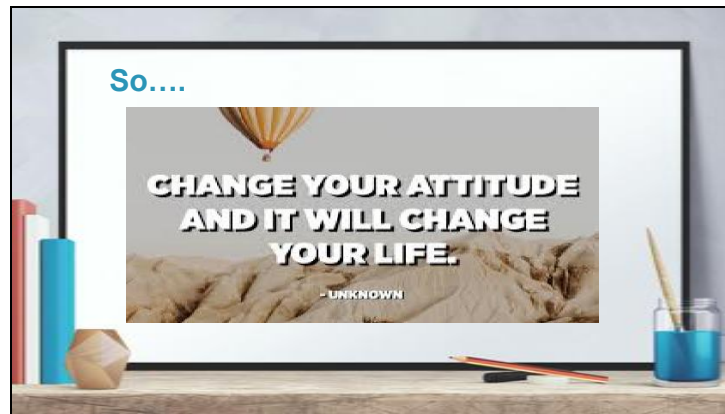 So….
CHANGE YOUR ATTITUDE
AND IT WILL CHANGE
YOUR LIFE.
- UNKNOWN